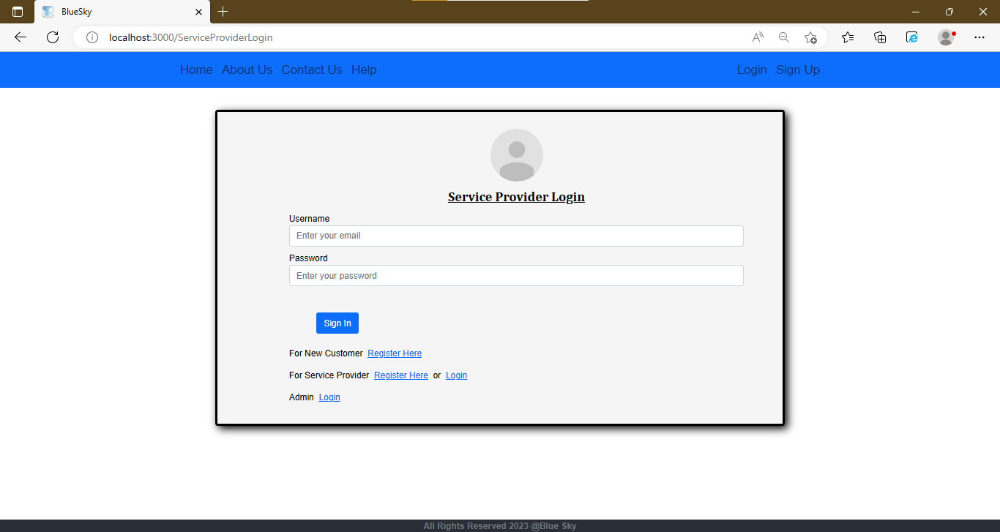 BlueSky
localhost:3000/ServiceProviderLogin
Home About Us Contact Us Help Login Sign Up
Service Provider Login
Username
Enter your email
Password
Enter your password
Sign In
For New Customer Register Here
For Service Provider Register Here or Login
Admin Login
All Rights Reserved 2023 @Blue Sky